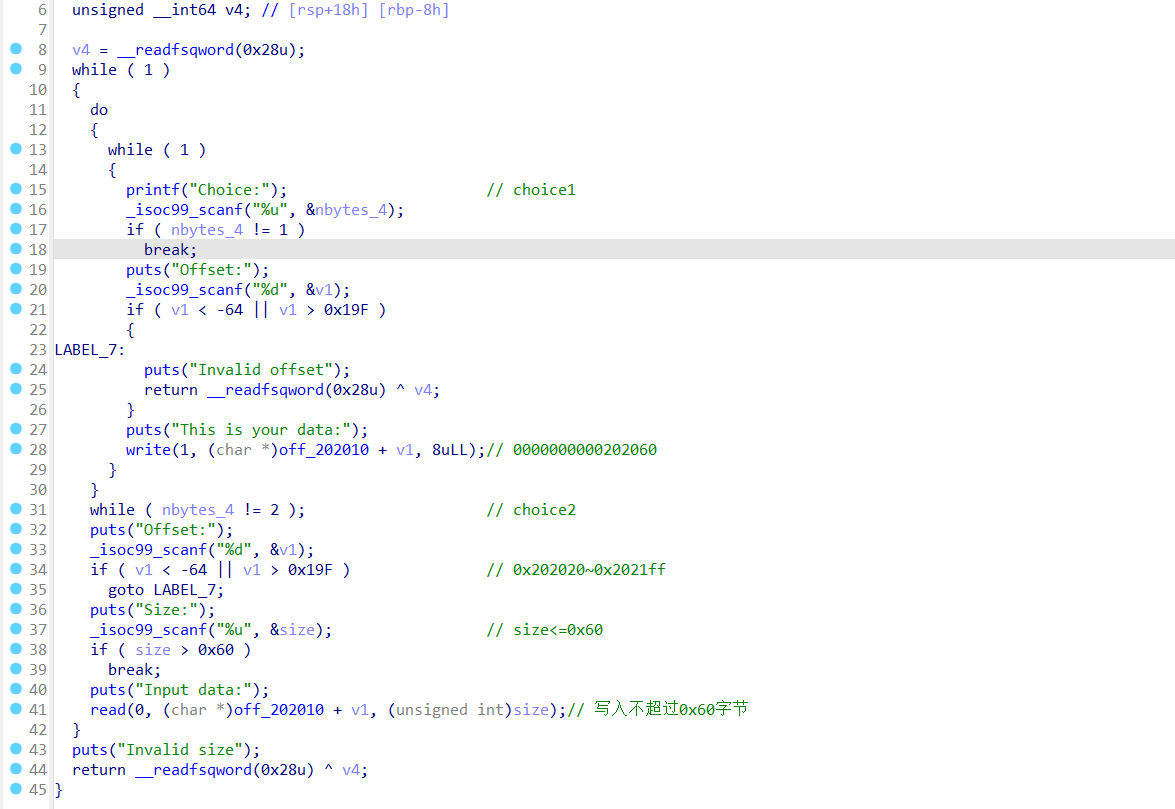 6 unsigned __int64 v4; // [rsp+18h] [rbp-8h]
7
8 v4 = __readfsqword(0x28u);
9 while ( 1 )
10 {
11 do
12 {
13 while ( 1 )
14 {
15 printf("Choice:"); // choice1
16 _isoc99_scanf("%u", &nbytes_4);
17 if ( nbytes_4 != 1 )
18 break;
19 puts("Offset:");
20 _isoc99_scanf("%d", &v1);
21 if ( v1 < -64 || v1 > 0x19F )
22 {
23 LABEL_7:
24 puts("Invalid offset");
25 return __readfsqword(0x28u) ^ v4;
26 }
27 puts("This is your data:");
28 write(1, (char *)off_202010 + v1, 8uLL);// 0000000000202060
29 }
30 }
31 while ( nbytes_4 != 2 ); // choice2
32 puts("Offset:");
33 _isoc99_scanf("%d", &v1);
34 if ( v1 < -64 || v1 > 0x19F ) // 0x202020~0x2021ff
35 goto LABEL_7;
36 puts("Size:");
37 _isoc99_scanf("%u", &size); // size<=0x60
38 if ( size > 0x60 )
39 break;
40 puts("Input data:");
41 read(0, (char *)off_202010 + v1, (unsigned int)size);// 写入不超过0x60字节
42 }
43 puts("Invalid size");
44 return __readfsqword(0x28u) ^ v4;
45 }